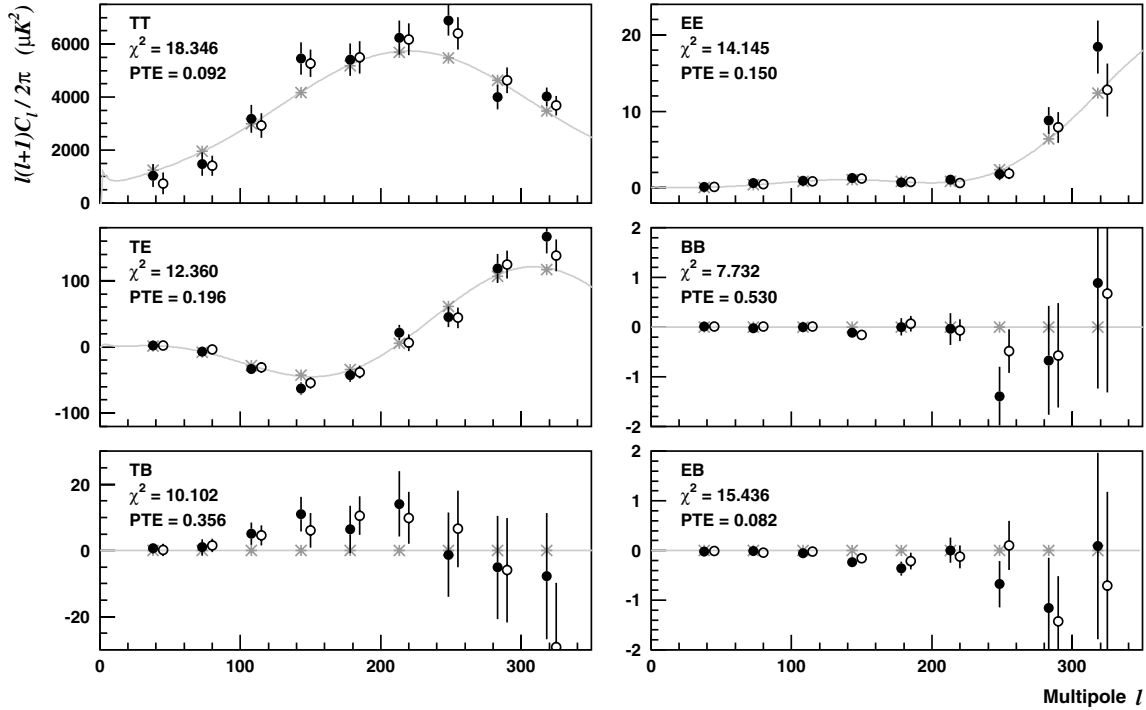 l(l+1)C_l / 2π (μK²)
TT
χ² = 18.346
PTE = 0.092
6000
4000
2000
0
EE
χ² = 14.145
PTE = 0.150
20
10
0
TE
χ² = 12.360
PTE = 0.196
100
0
-100
BB
χ² = 7.732
PTE = 0.530
2
1
0
-1
-2
TB
χ² = 10.102
PTE = 0.356
20
0
-20
0 100 200 300
EB
χ² = 15.436
PTE = 0.082
2
1
0
-1
-2
0 100 200 300
Multipole l